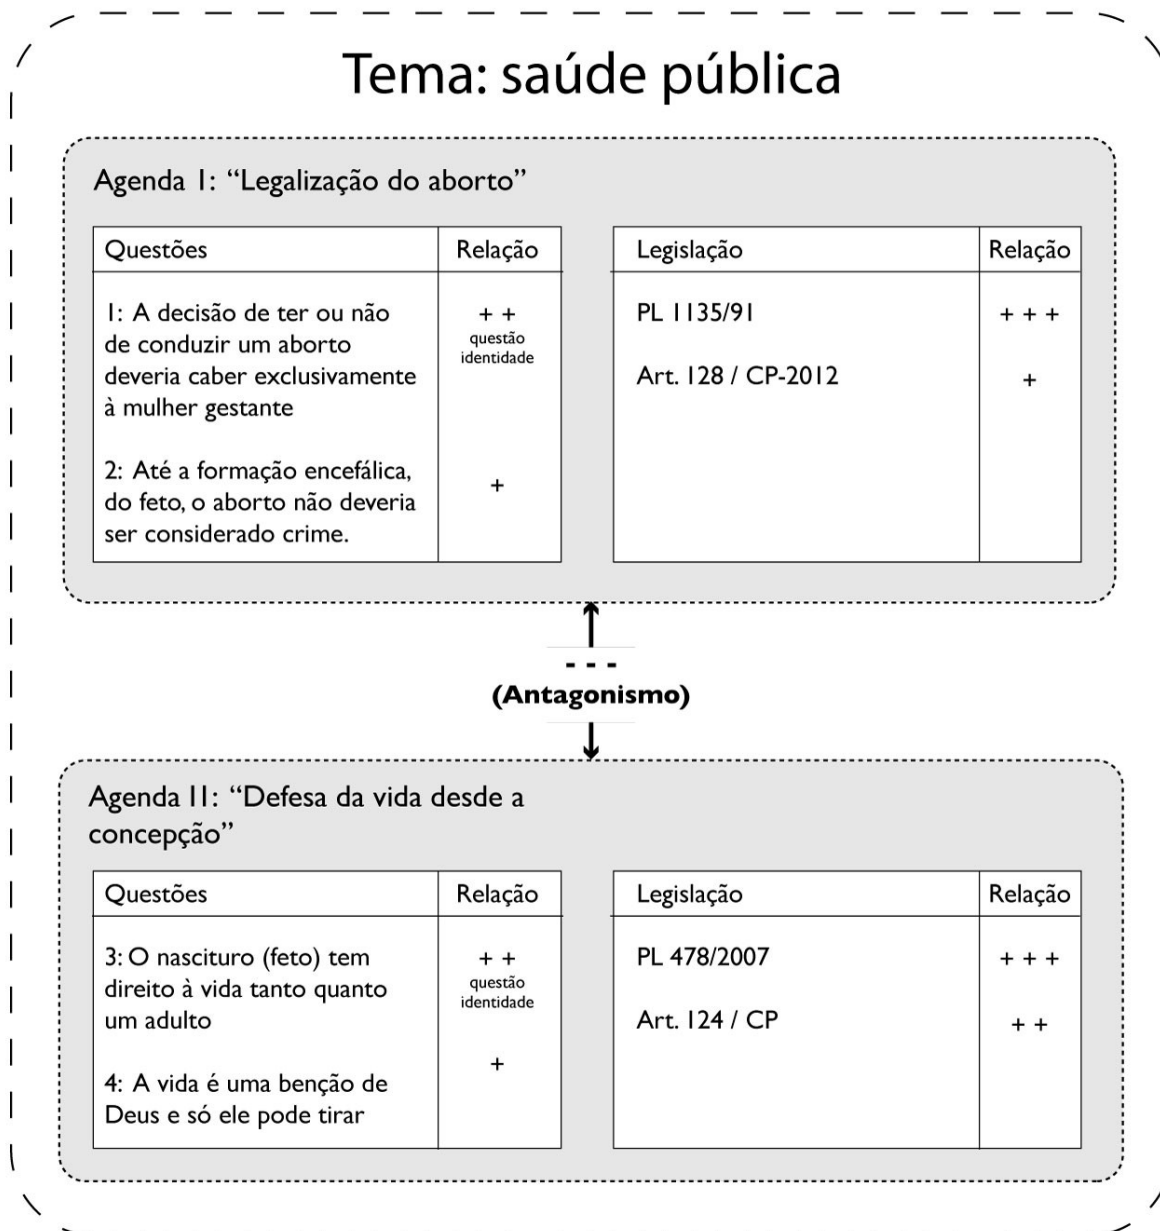 Tema: saúde pública
Agenda I: “Legalização do aborto”
Questões
Relação
1: A decisão de ter ou não
de conduzir um aborto
deveria caber exclusivamente
à mulher gestante
+ +
questão
identidade
2: Até a formação encefálica,
do feto, o aborto não deveria
ser considerado crime.
+
Legislação
Relação
PL 1135/91
+ + +
Art. 128 / CP-2012
+
- - -
(Antagonismo)
Agenda II: “Defesa da vida desde a
concepção”
Questões
Relação
3: O nascituro (feto) tem
direito à vida tanto quanto
um adulto
+ +
questão
identidade
4: A vida é uma benção de
Deus e só ele pode tirar
+
Legislação
Relação
PL 478/2007
+ + +
Art. 124 / CP
+ +